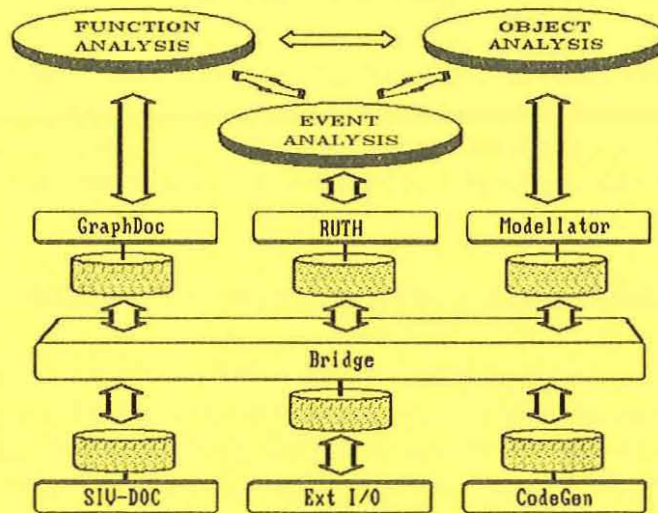 FUNCTION
ANALYSIS
OBJECT
ANALYSIS
EVENT
ANALYSIS
GraphDoc
RUTH
Modellator
Bridge
SIV-DOC
Ext I/O
CodeGen